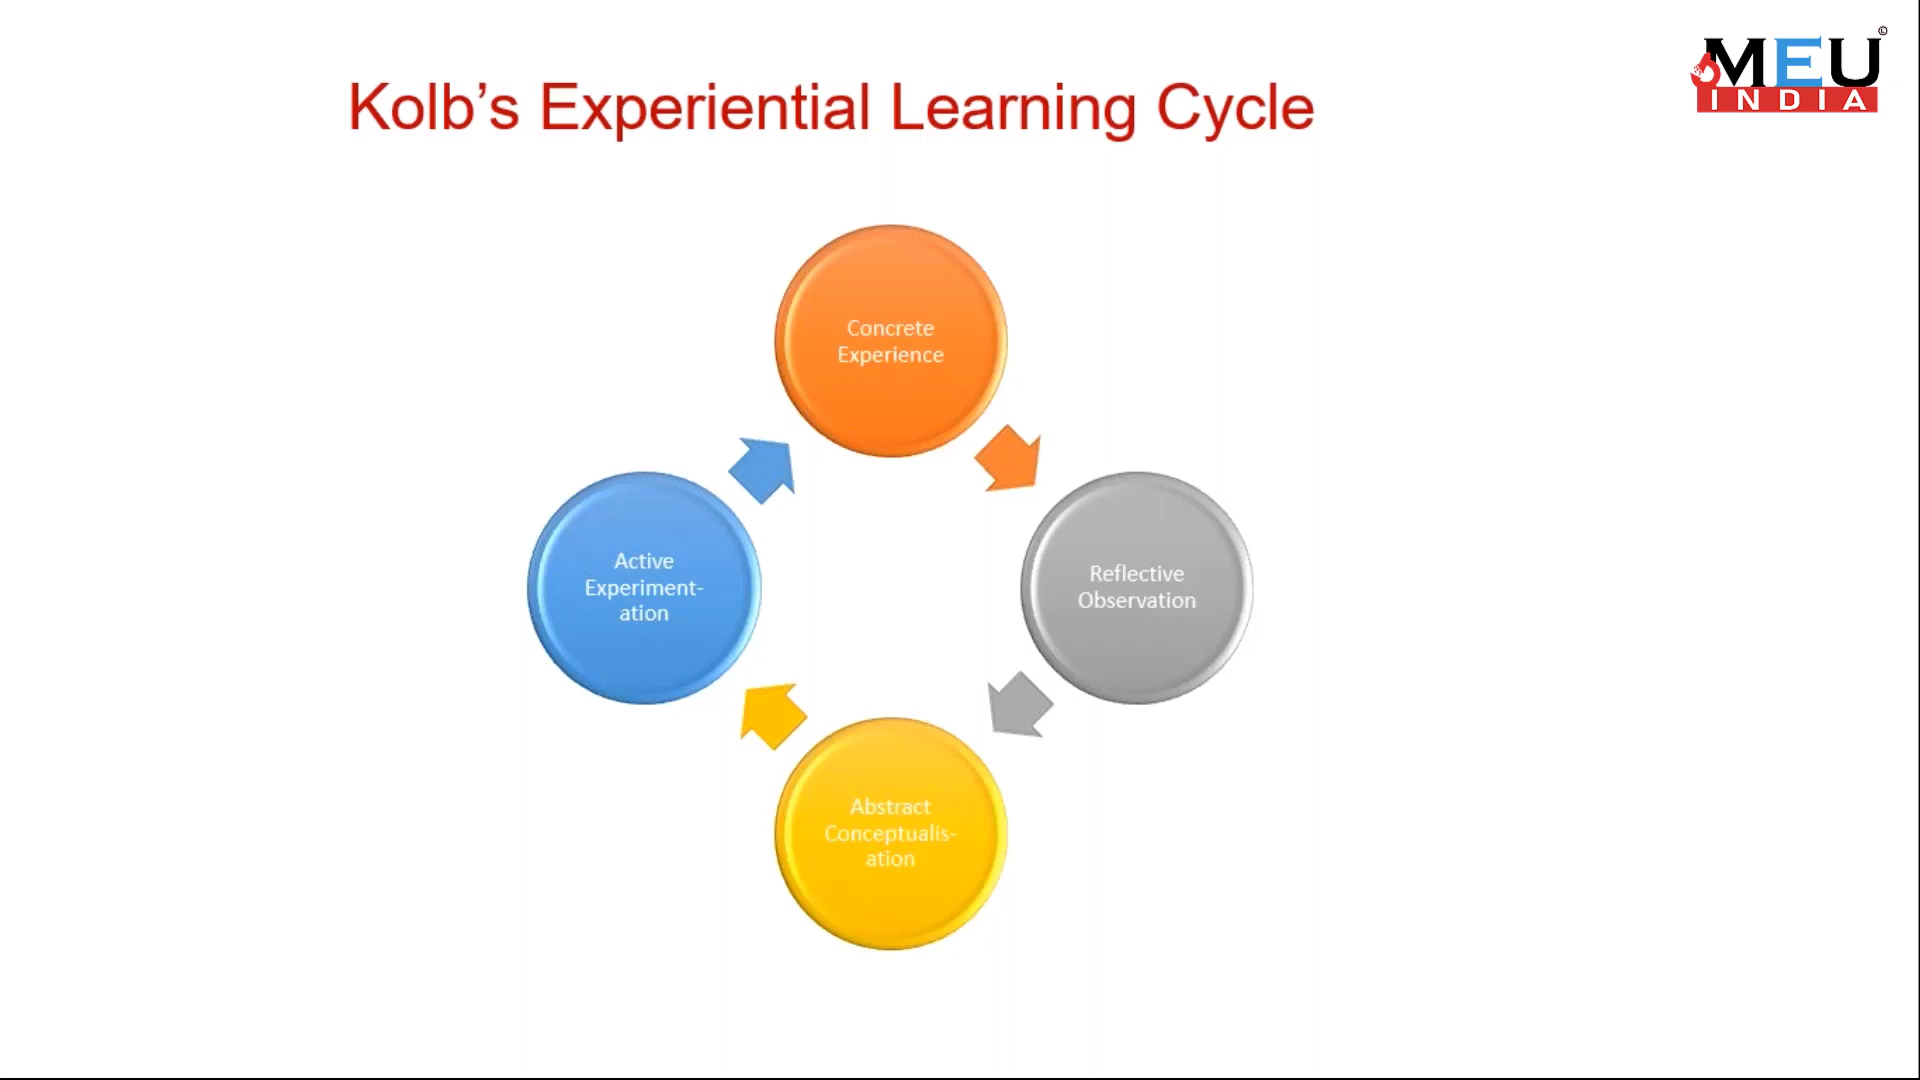 MEU
©
INDIA
Kolb’s Experiential Learning Cycle
Concrete
Experience
Active
Experiment-
ation
Reflective
Observation
Abstract
Conceptualis-
ation